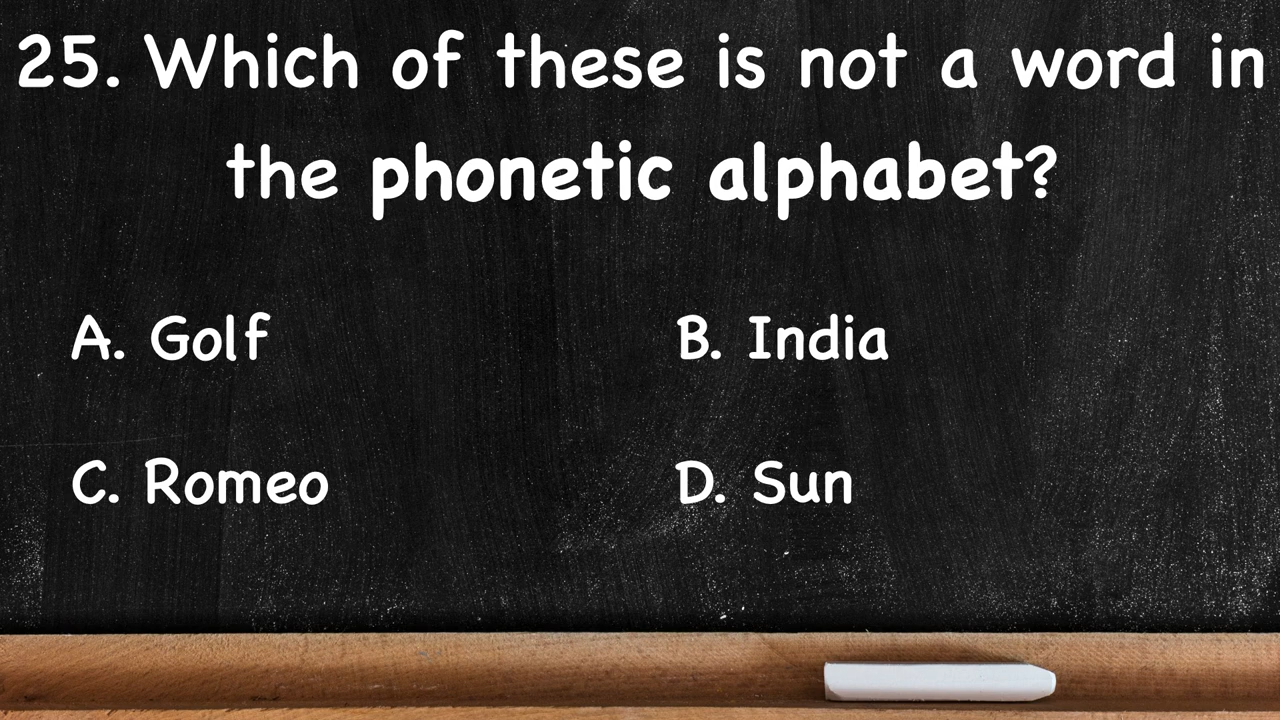 25. Which of these is not a word in
the phonetic alphabet?
A. Golf
B. India
C. Romeo
D. Sun